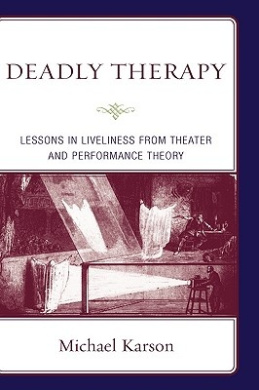 DEADLY THERAPY
LESSONS IN LIVELINESS FROM THEATER
AND PERFORMANCE THEORY
Michael Karson